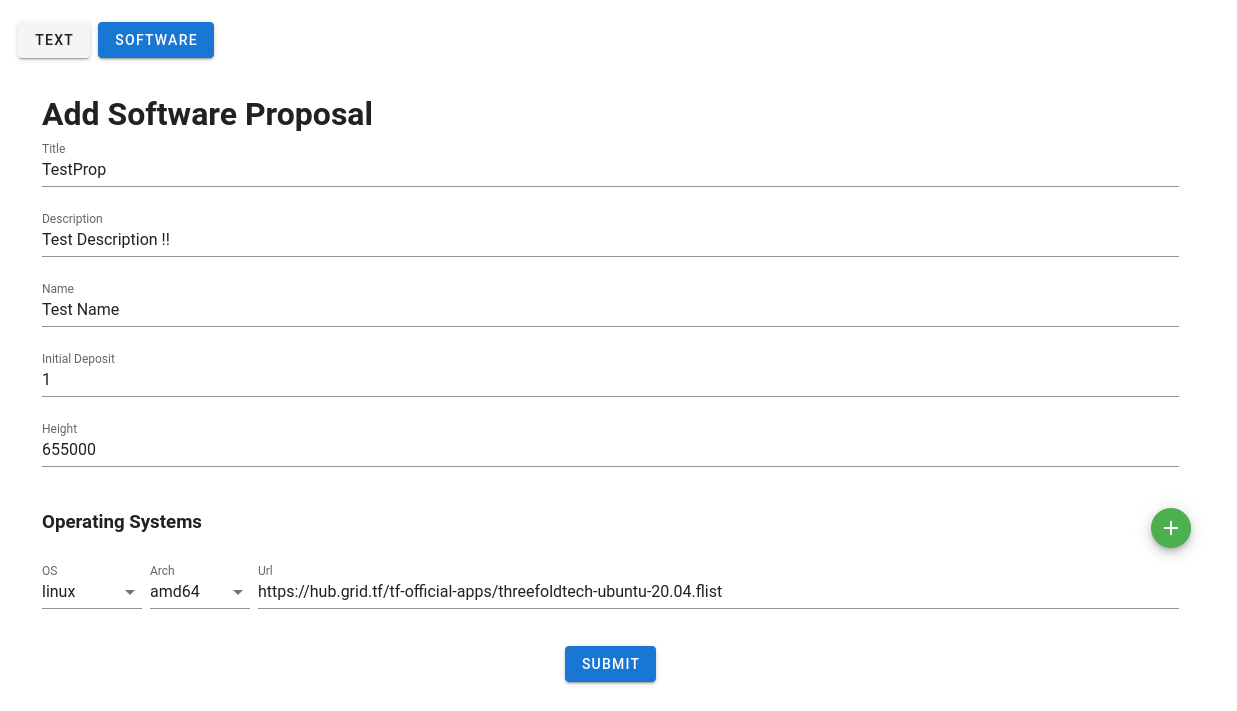 TEXT SOFTWARE
Add Software Proposal
Title
TestProp
Description
Test Description !!
Name
Test Name
Initial Deposit
1
Height
655000
Operating Systems
OS Arch Url
linux amd64 https://hub.grid.tf/tf-official-apps/threefoldtech-ubuntu-20.04.flist
SUBMIT